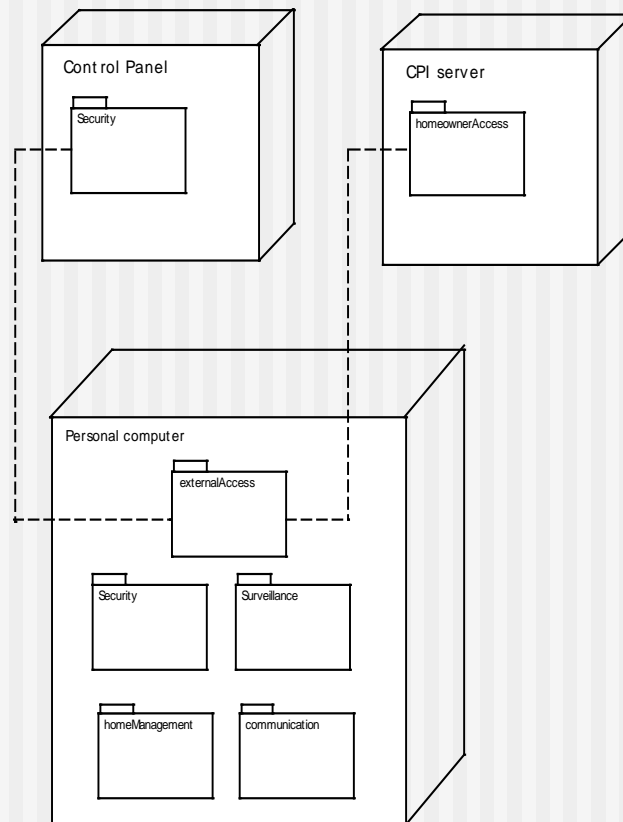 Control Panel
CPI server
Security
homeownerAccess
Personal computer
externalAccess
Security
Surveillance
homeManagement
communication